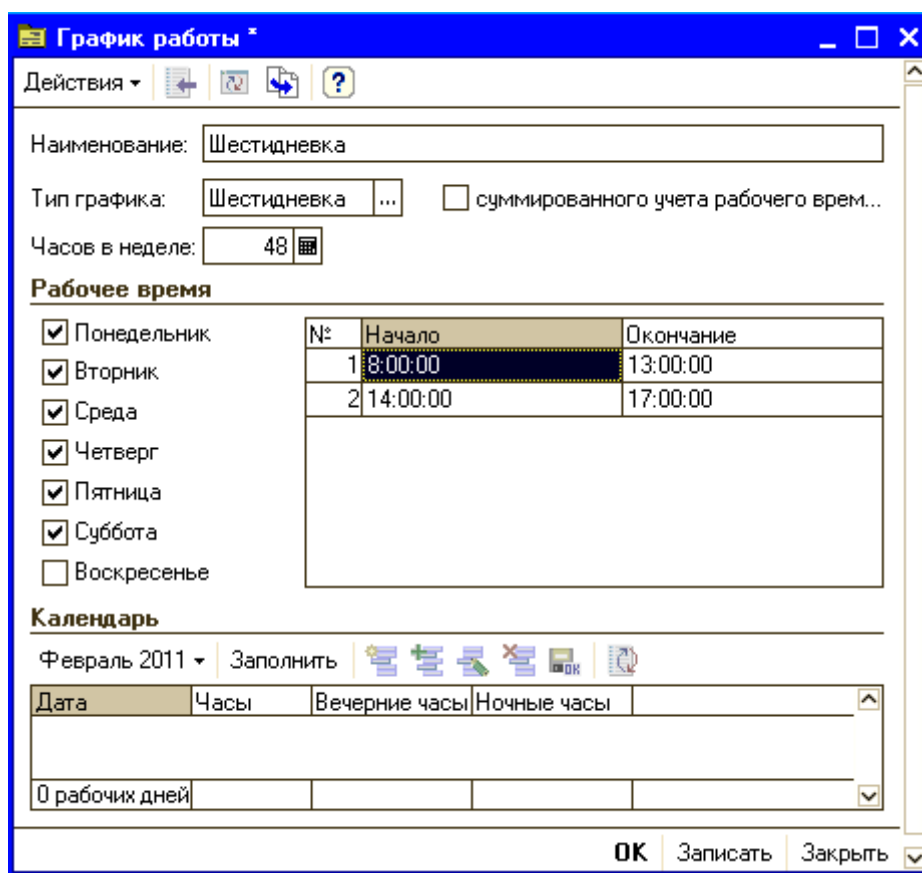 График работы *
Действия
Наименование: Шестидневка
Тип графика: Шестидневка ... суммированного учета рабочего врем...
Часов в неделе: 48
Рабочее время
Понедельник
Вторник
Среда
Четверг
Пятница
Суббота
Воскресенье
№ Начало Окончание
1 8:00:00 13:00:00
2 14:00:00 17:00:00
Календарь
Февраль 2011 Заполнить
Дата Часы Вечерние часы Ночные часы
0 рабочих дней
OK Записать Закрыть